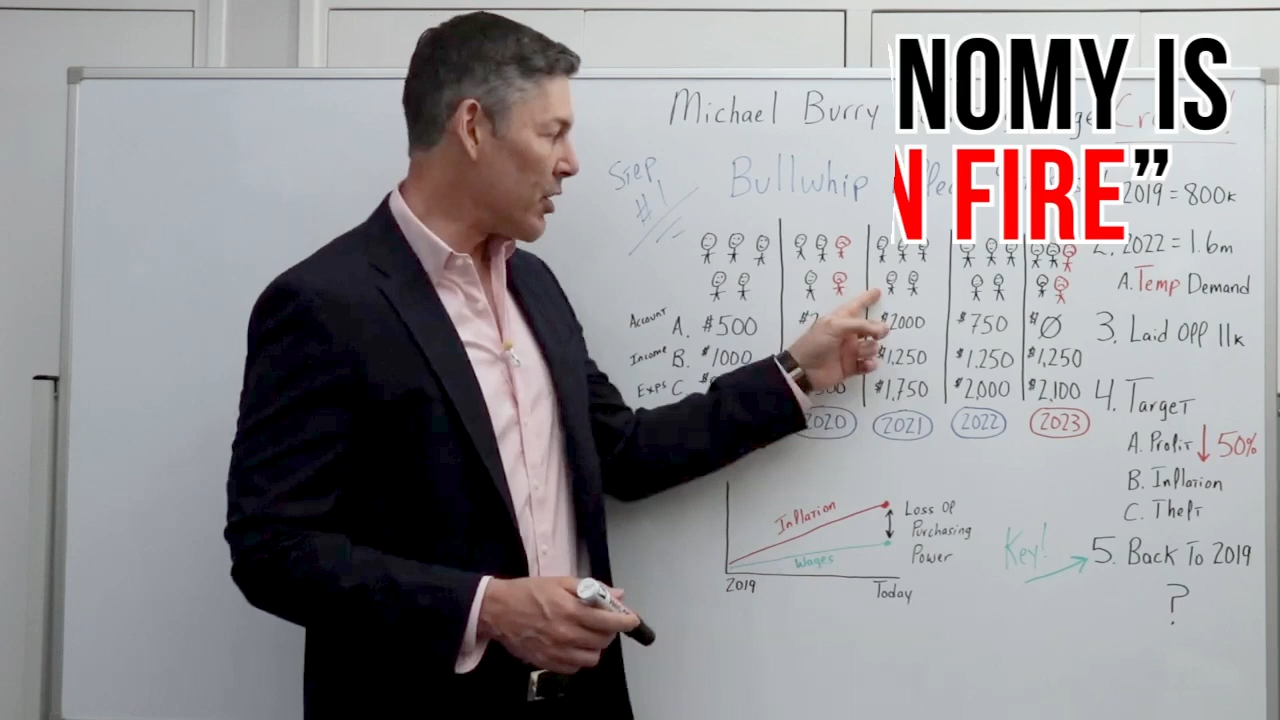 NOMY IS
FIRE”
Michael Burry
STEP
#1
Bullwhip
2019 = 800k
2. 2022 = 1.6m
A. Temp Demand
3. Laid Off 11k
4. Target
A. Profit ↓ 50%
B. Inflation
C. Theft
Key! → 5. Back To 2019
?
Account A. $500 $2000 $750 $0
Income B. $1000 $1,250 $1,250 $1,250
Exps C $1,750 $2,000 $2,100
2020 2021 2022 2023
Inflation
Wages
2019 Today
Loss Of
Purchasing
Power